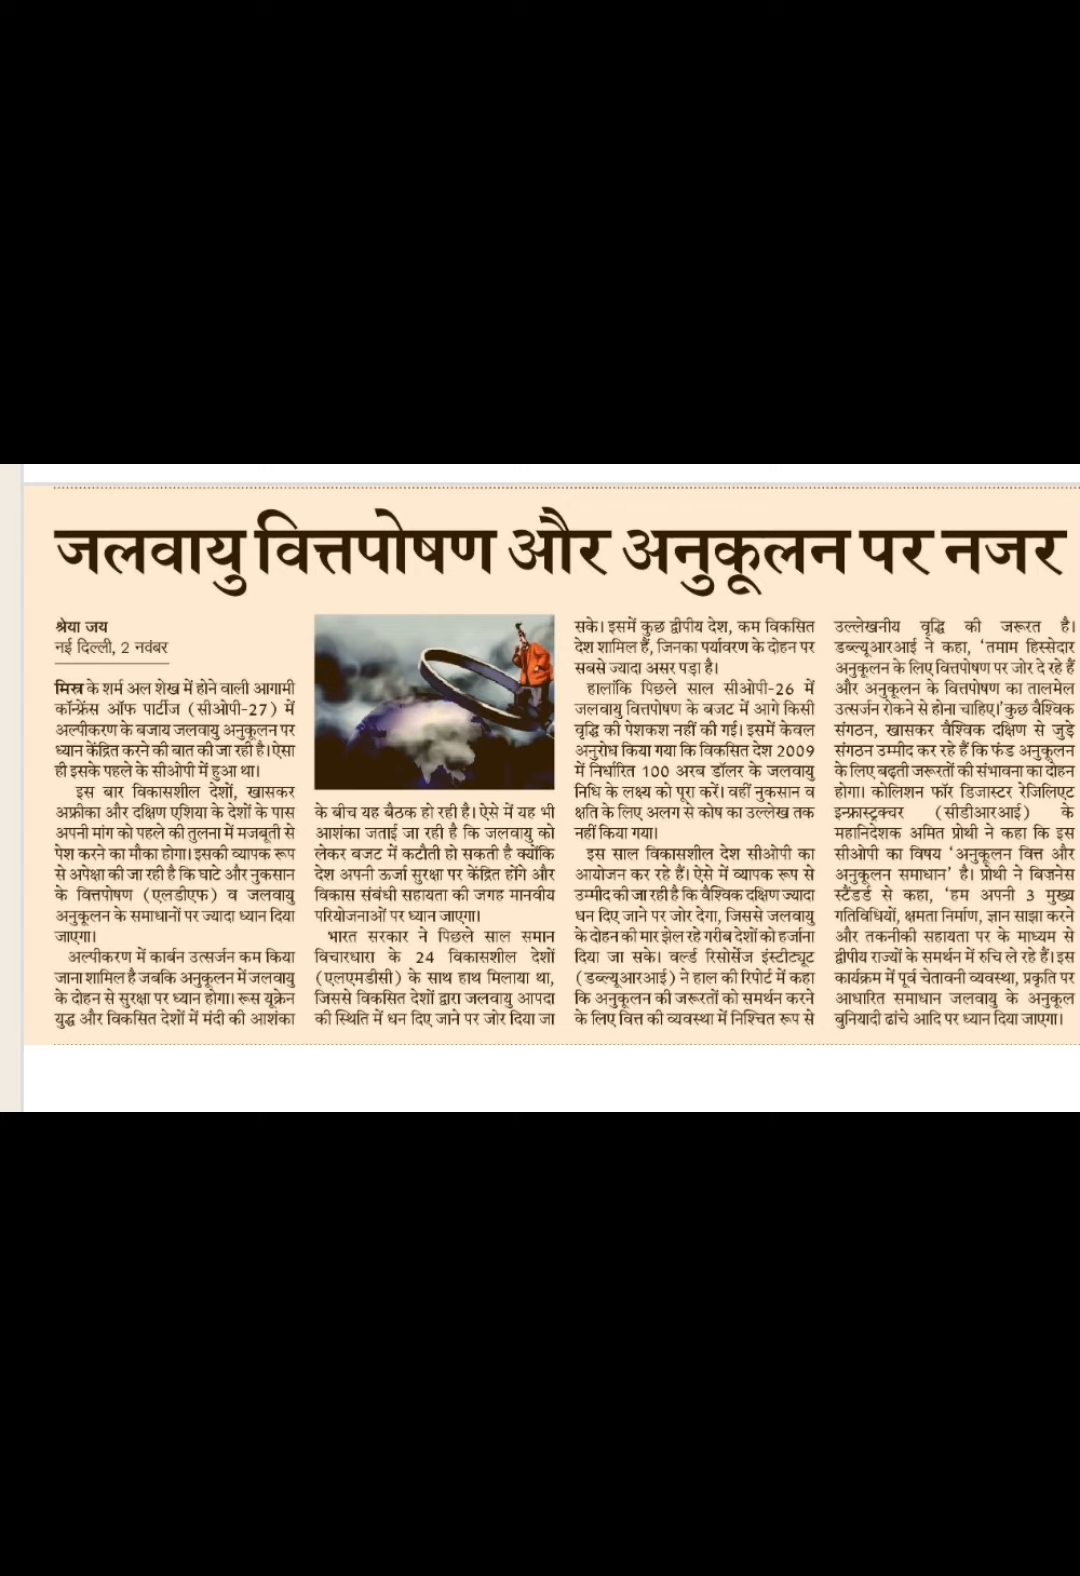 जलवायु वित्तपोषण और अनुकूलन पर नजर
श्रेया जय
नई दिल्ली, 2 नवंबर
मिस्र के शर्म अल शेख में होने वाली आगामी
कॉन्फ्रेंस ऑफ पार्टीज (सीओपी-27) में
अल्पीकरण के बजाय जलवायु अनुकूलन पर
ध्यान केंद्रित करने की बात की जा रही है। ऐसा
ही इसके पहले के सीओपी में हुआ था।
इस बार विकासशील देशों, खासकर
अफ्रीका और दक्षिण एशिया के देशों के पास
अपनी मांग को पहले की तुलना में मजबूती से
पेश करने का मौका होगा। इसकी व्यापक रूप
से अपेक्षा की जा रही है कि घाटे और नुकसान
के वित्तपोषण (एलडीएफ) व जलवायु
अनुकूलन के समाधानों पर ज्यादा ध्यान दिया
जाएगा।
अल्पीकरण में कार्बन उत्सर्जन कम किया
जाना शामिल है जबकि अनुकूलन में जलवायु
के दोहन से सुरक्षा पर ध्यान होगा। रूस यूक्रेन
युद्ध और विकसित देशों में मंदी की आशंका
के बीच यह बैठक हो रही है। ऐसे में यह भी
आशंका जताई जा रही है कि जलवायु को
लेकर बजट में कटौती हो सकती है क्योंकि
देश अपनी ऊर्जा सुरक्षा पर केंद्रित होंगे और
विकास संबंधी सहायता की जगह मानवीय
परियोजनाओं पर ध्यान जाएगा।
भारत सरकार ने पिछले साल समान
विचारधारा के 24 विकासशील देशों
(एलएमडीसी) के साथ हाथ मिलाया था,
जिससे विकसित देशों द्वारा जलवायु आपदा
की स्थिति में धन दिए जाने पर जोर दिया जा
सके। इसमें कुछ द्वीपीय देश, कम विकसित
देश शामिल हैं, जिनका पर्यावरण के दोहन पर
सबसे ज्यादा असर पड़ा है।
हालांकि पिछले साल सीओपी-26 में
जलवायु वित्तपोषण के बजट में आगे किसी
वृद्धि की पेशकश नहीं की गई। इसमें केवल
अनुरोध किया गया कि विकसित देश 2009
में निर्धारित 100 अरब डॉलर के जलवायु
निधि के लक्ष्य को पूरा करें। वहीं नुकसान व
क्षति के लिए अलग से कोष का उल्लेख तक
नहीं किया गया।
इस साल विकासशील देश सीओपी का
आयोजन कर रहे हैं। ऐसे में व्यापक रूप से
उम्मीद की जा रही है कि वैश्विक दक्षिण ज्यादा
धन दिए जाने पर जोर देगा, जिससे जलवायु
के दोहन की मार झेल रहे गरीब देशों को हर्जाना
दिया जा सके। वर्ल्ड रिसोर्सेज इंस्टीट्यूट
(डब्ल्यूआरआई) ने हाल की रिपोर्ट में कहा
कि अनुकूलन की जरूरतों को समर्थन करने
के लिए वित्त की व्यवस्था में निश्चित रूप से
उल्लेखनीय वृद्धि की जरूरत है।
डब्ल्यूआरआई ने कहा, 'तमाम हिस्सेदार
अनुकूलन के लिए वित्तपोषण पर जोर दे रहे हैं
और अनुकूलन के वित्तपोषण का तालमेल
उत्सर्जन रोकने से होना चाहिए।' कुछ वैश्विक
संगठन, खासकर वैश्विक दक्षिण से जुड़े
संगठन उम्मीद कर रहे हैं कि फंड अनुकूलन
के लिए बढ़ती जरूरतों की संभावना का दोहन
होगा। कोलिशन फॉर डिजास्टर रेजिलिएट
इन्फ्रास्ट्रक्चर (सीडीआरआई) के
महानिदेशक अमित प्रोथी ने कहा कि इस
सीओपी का विषय 'अनुकूलन वित्त और
अनुकूलन समाधान' है। प्रोथी ने बिजनेस
स्टैंडर्ड से कहा, 'हम अपनी 3 मुख्य
गतिविधियों, क्षमता निर्माण, ज्ञान साझा करने
और तकनीकी सहायता पर के माध्यम से
द्वीपीय राज्यों के समर्थन में रुचि ले रहे हैं। इस
कार्यक्रम में पूर्व चेतावनी व्यवस्था, प्रकृति पर
आधारित समाधान जलवायु के अनुकूल
बुनियादी ढांचे आदि पर ध्यान दिया जाएगा।